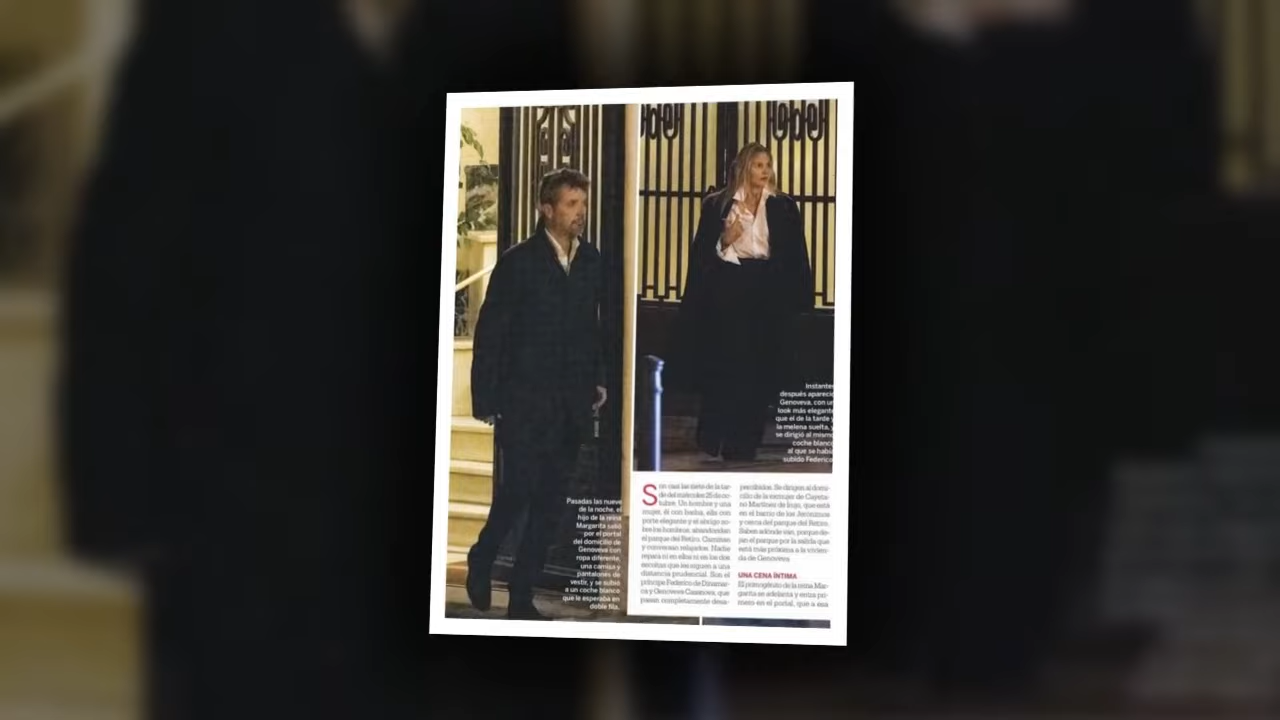 Pasadas las nueve
de la noche, el
hijo de la reina
Margarita salió
por el portal
del domicilio de
Genoveva con
ropa diferente,
una camisa y
pantalones de
vestir, y se subió
a un coche blanco
que le esperaba en
doble fila.
Instantes
después apareció
Genoveva, con un
look más elegante
que el de la tarde y
la melena suelta, y
se dirigió al mismo
coche blanco
al que se había
subido Federico
Son casi las siete de la tar-
de del miércoles 25 de oc-
tubre. Un hombre y una
mujer, él con barba, ella con
porte elegante y el abrigo so-
bre los hombros, abandonan
el parque del Retiro. Caminan
y conversan relajados. Nadie
repara ni en ellos ni en los dos
escoltas que les siguen a una
distancia prudencial. Son el
príncipe Federico de Dinamar-
ca y Genoveva Casanova, que
pasan completamente desa-
percibidos. Se dirigen al domi-
cilio de la exmujer de Cayeta-
no Martínez de Irujo, que está
en el barrio de los Jerónimos
y cerca del parque del Retiro.
Saben adónde van, porque de-
jan el parque por la salida que
está más próxima a la vivien-
da de Genoveva.
UNA CENA ÍNTIMA
El primogénito de la reina Mar-
garita se adelanta y entra pri-
mero en el portal, que a esa